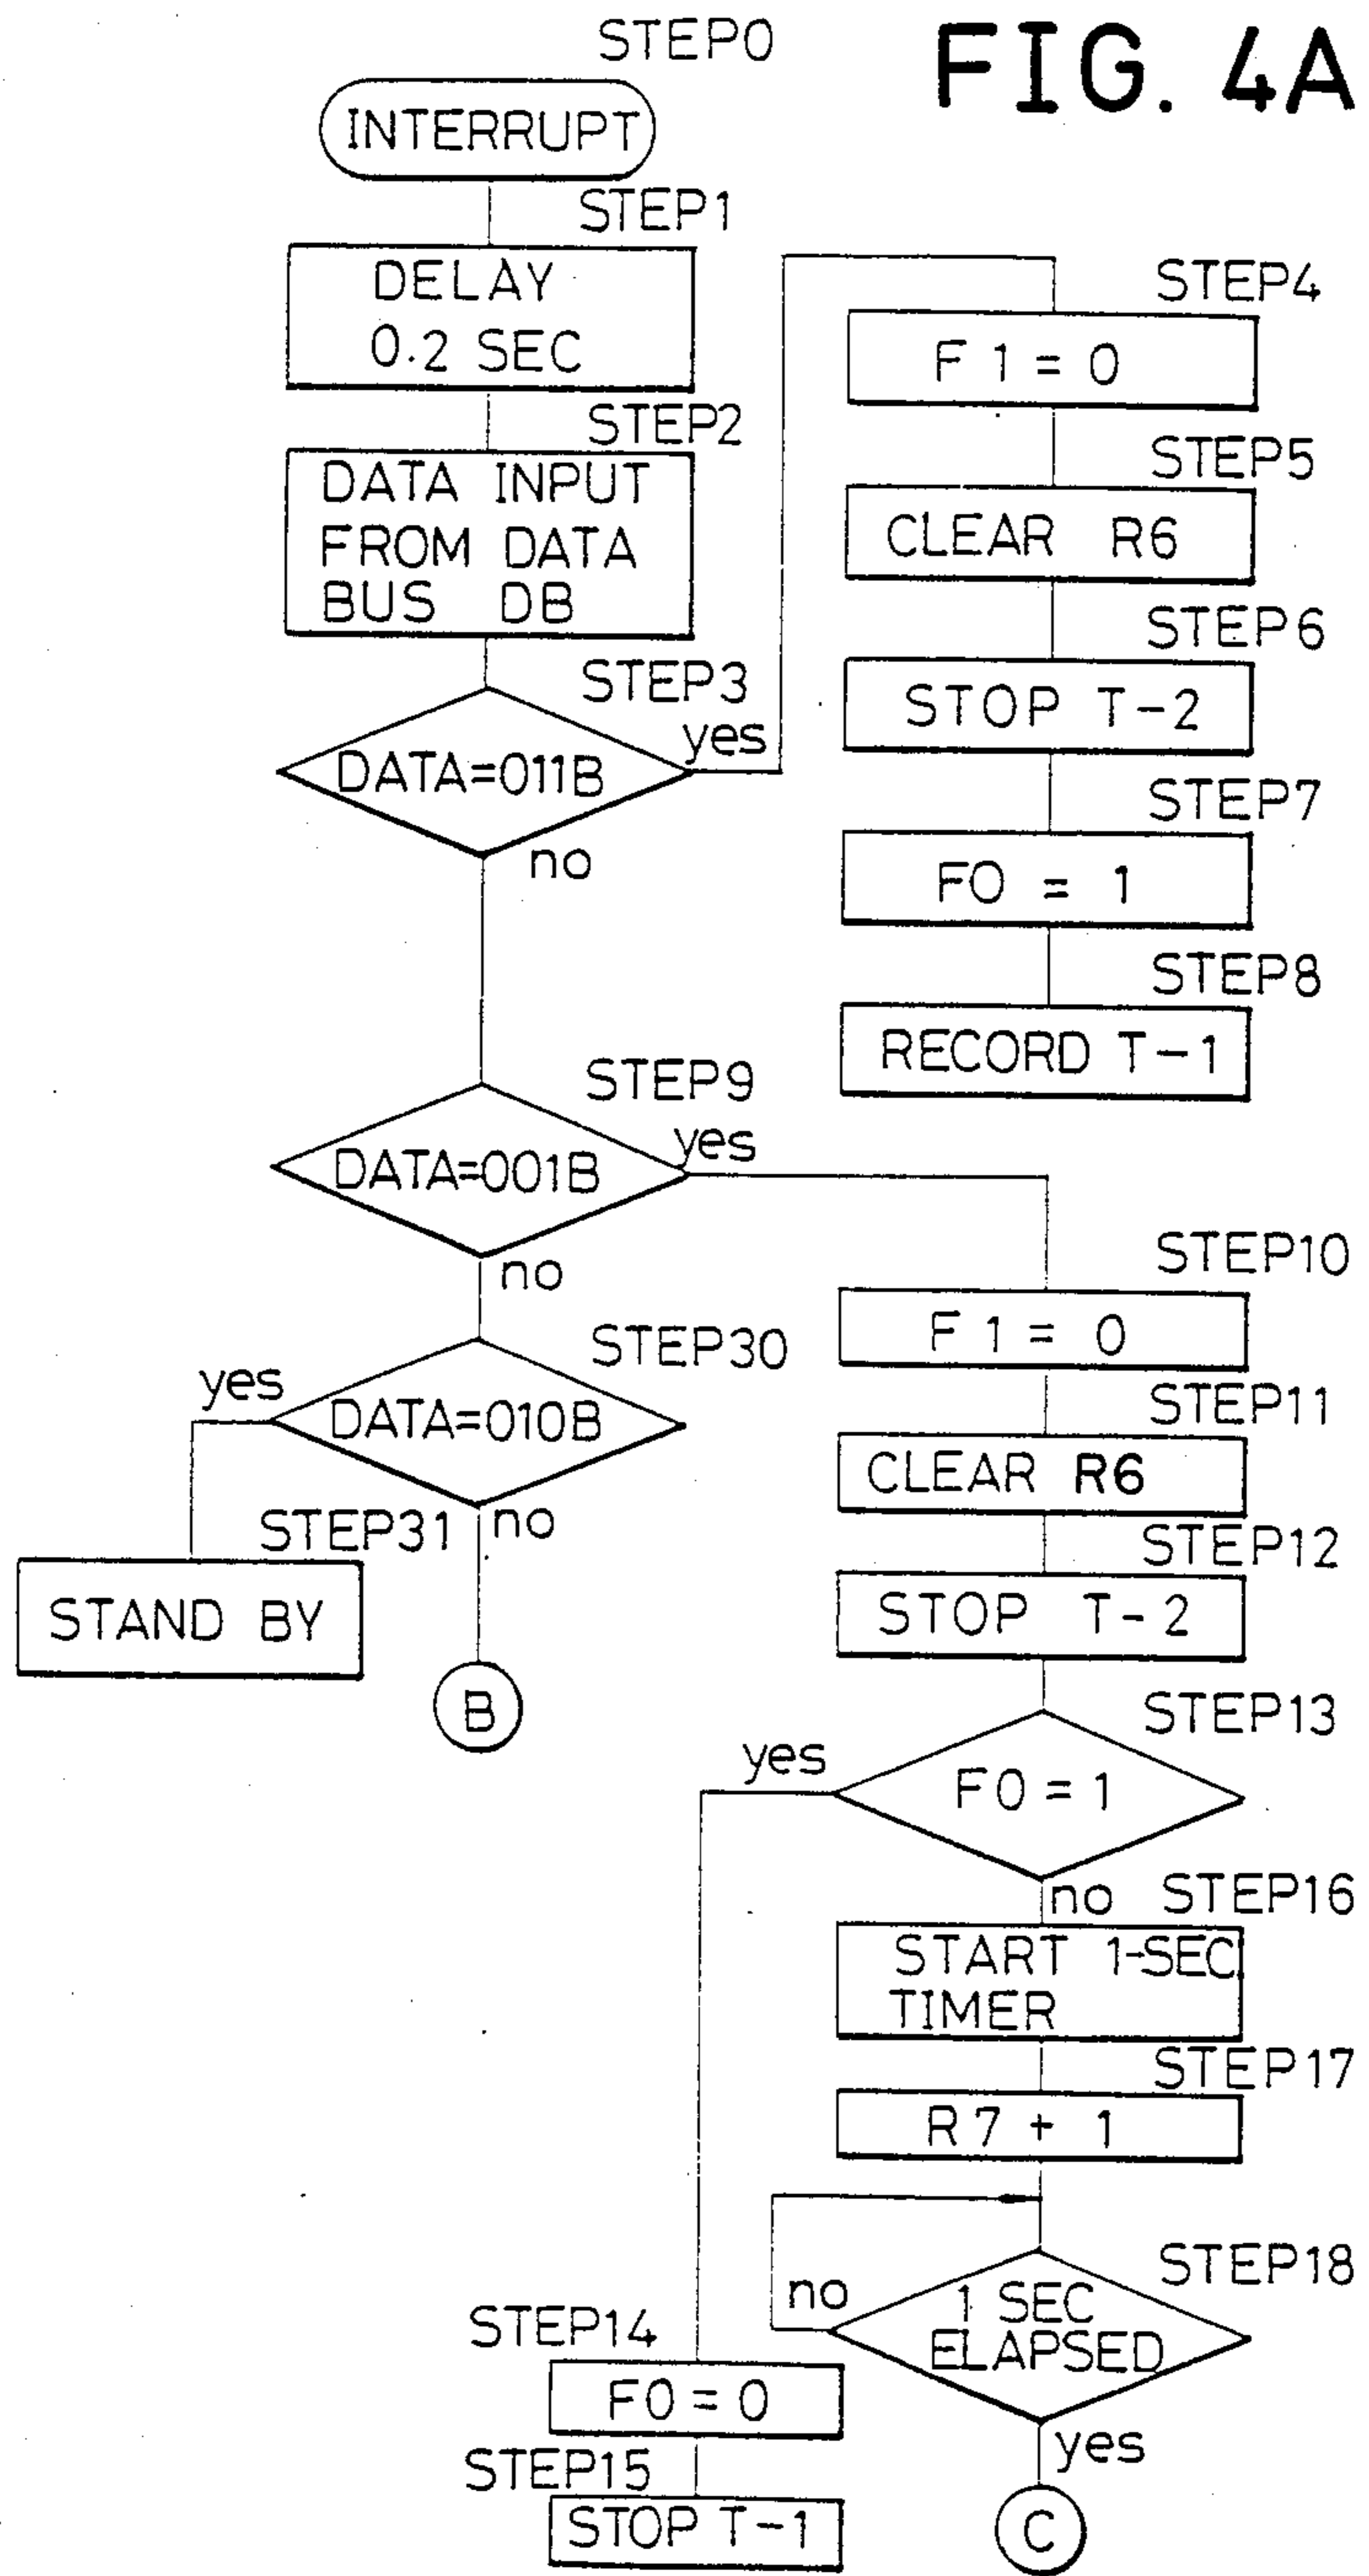 FIG. 4A
STEP0
INTERRUPT
STEP1
DELAY
0.2 SEC
STEP2
DATA INPUT
FROM DATA
BUS DB
STEP3
DATA=011B
yes
no
STEP4
F1=0
STEP5
CLEAR R6
STEP6
STOP T-2
STEP7
F0 = 1
STEP8
RECORD T-1
STEP9
DATA=001B
yes
no
STEP30
DATA=010B
yes
no
STEP31
STAND BY
B
STEP10
F1=0
STEP11
CLEAR R6
STEP12
STOP T-2
STEP13
F0=1
yes
no
STEP16
START 1-SEC.
TIMER
STEP17
R7 + 1
STEP18
1 SEC
ELAPSED
no
yes
C
STEP14
F0=0
STEP15
STOP T-1